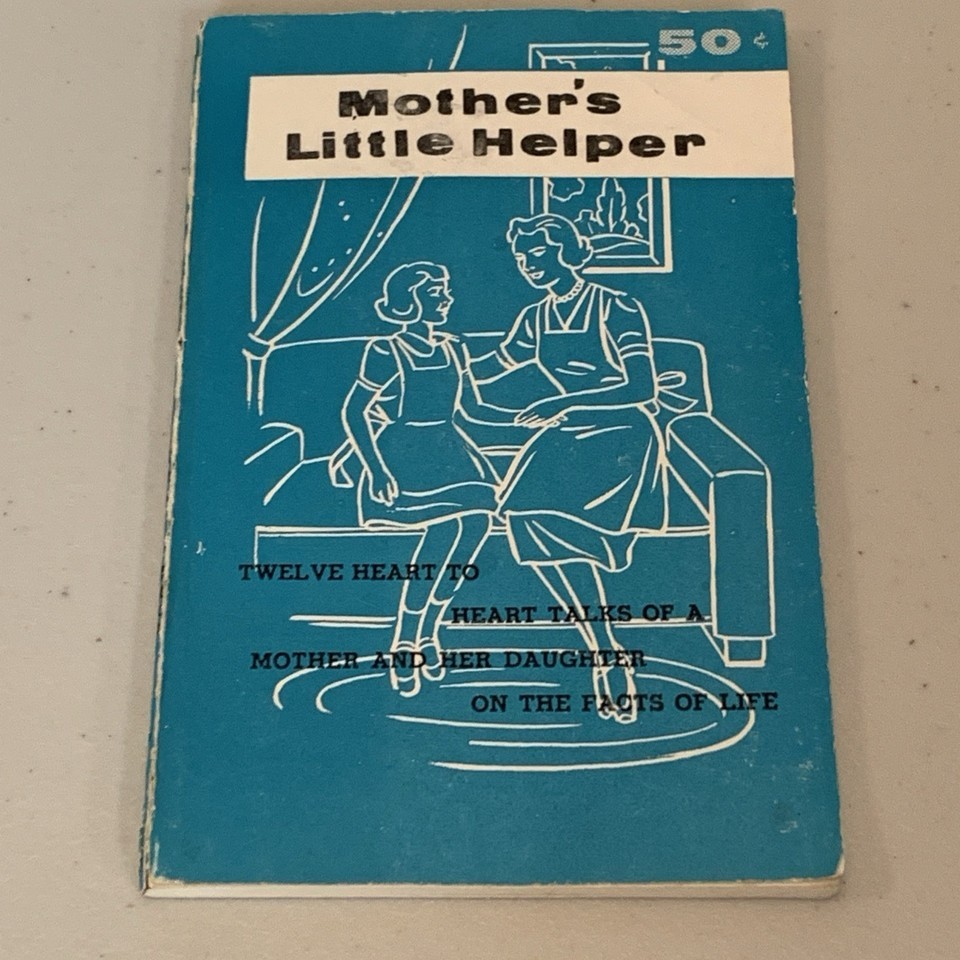 50 ¢
Mother's
Little Helper
TWELVE HEART TO
HEART TALKS OF A
MOTHER AND HER DAUGHTER
ON THE FACTS OF LIFE